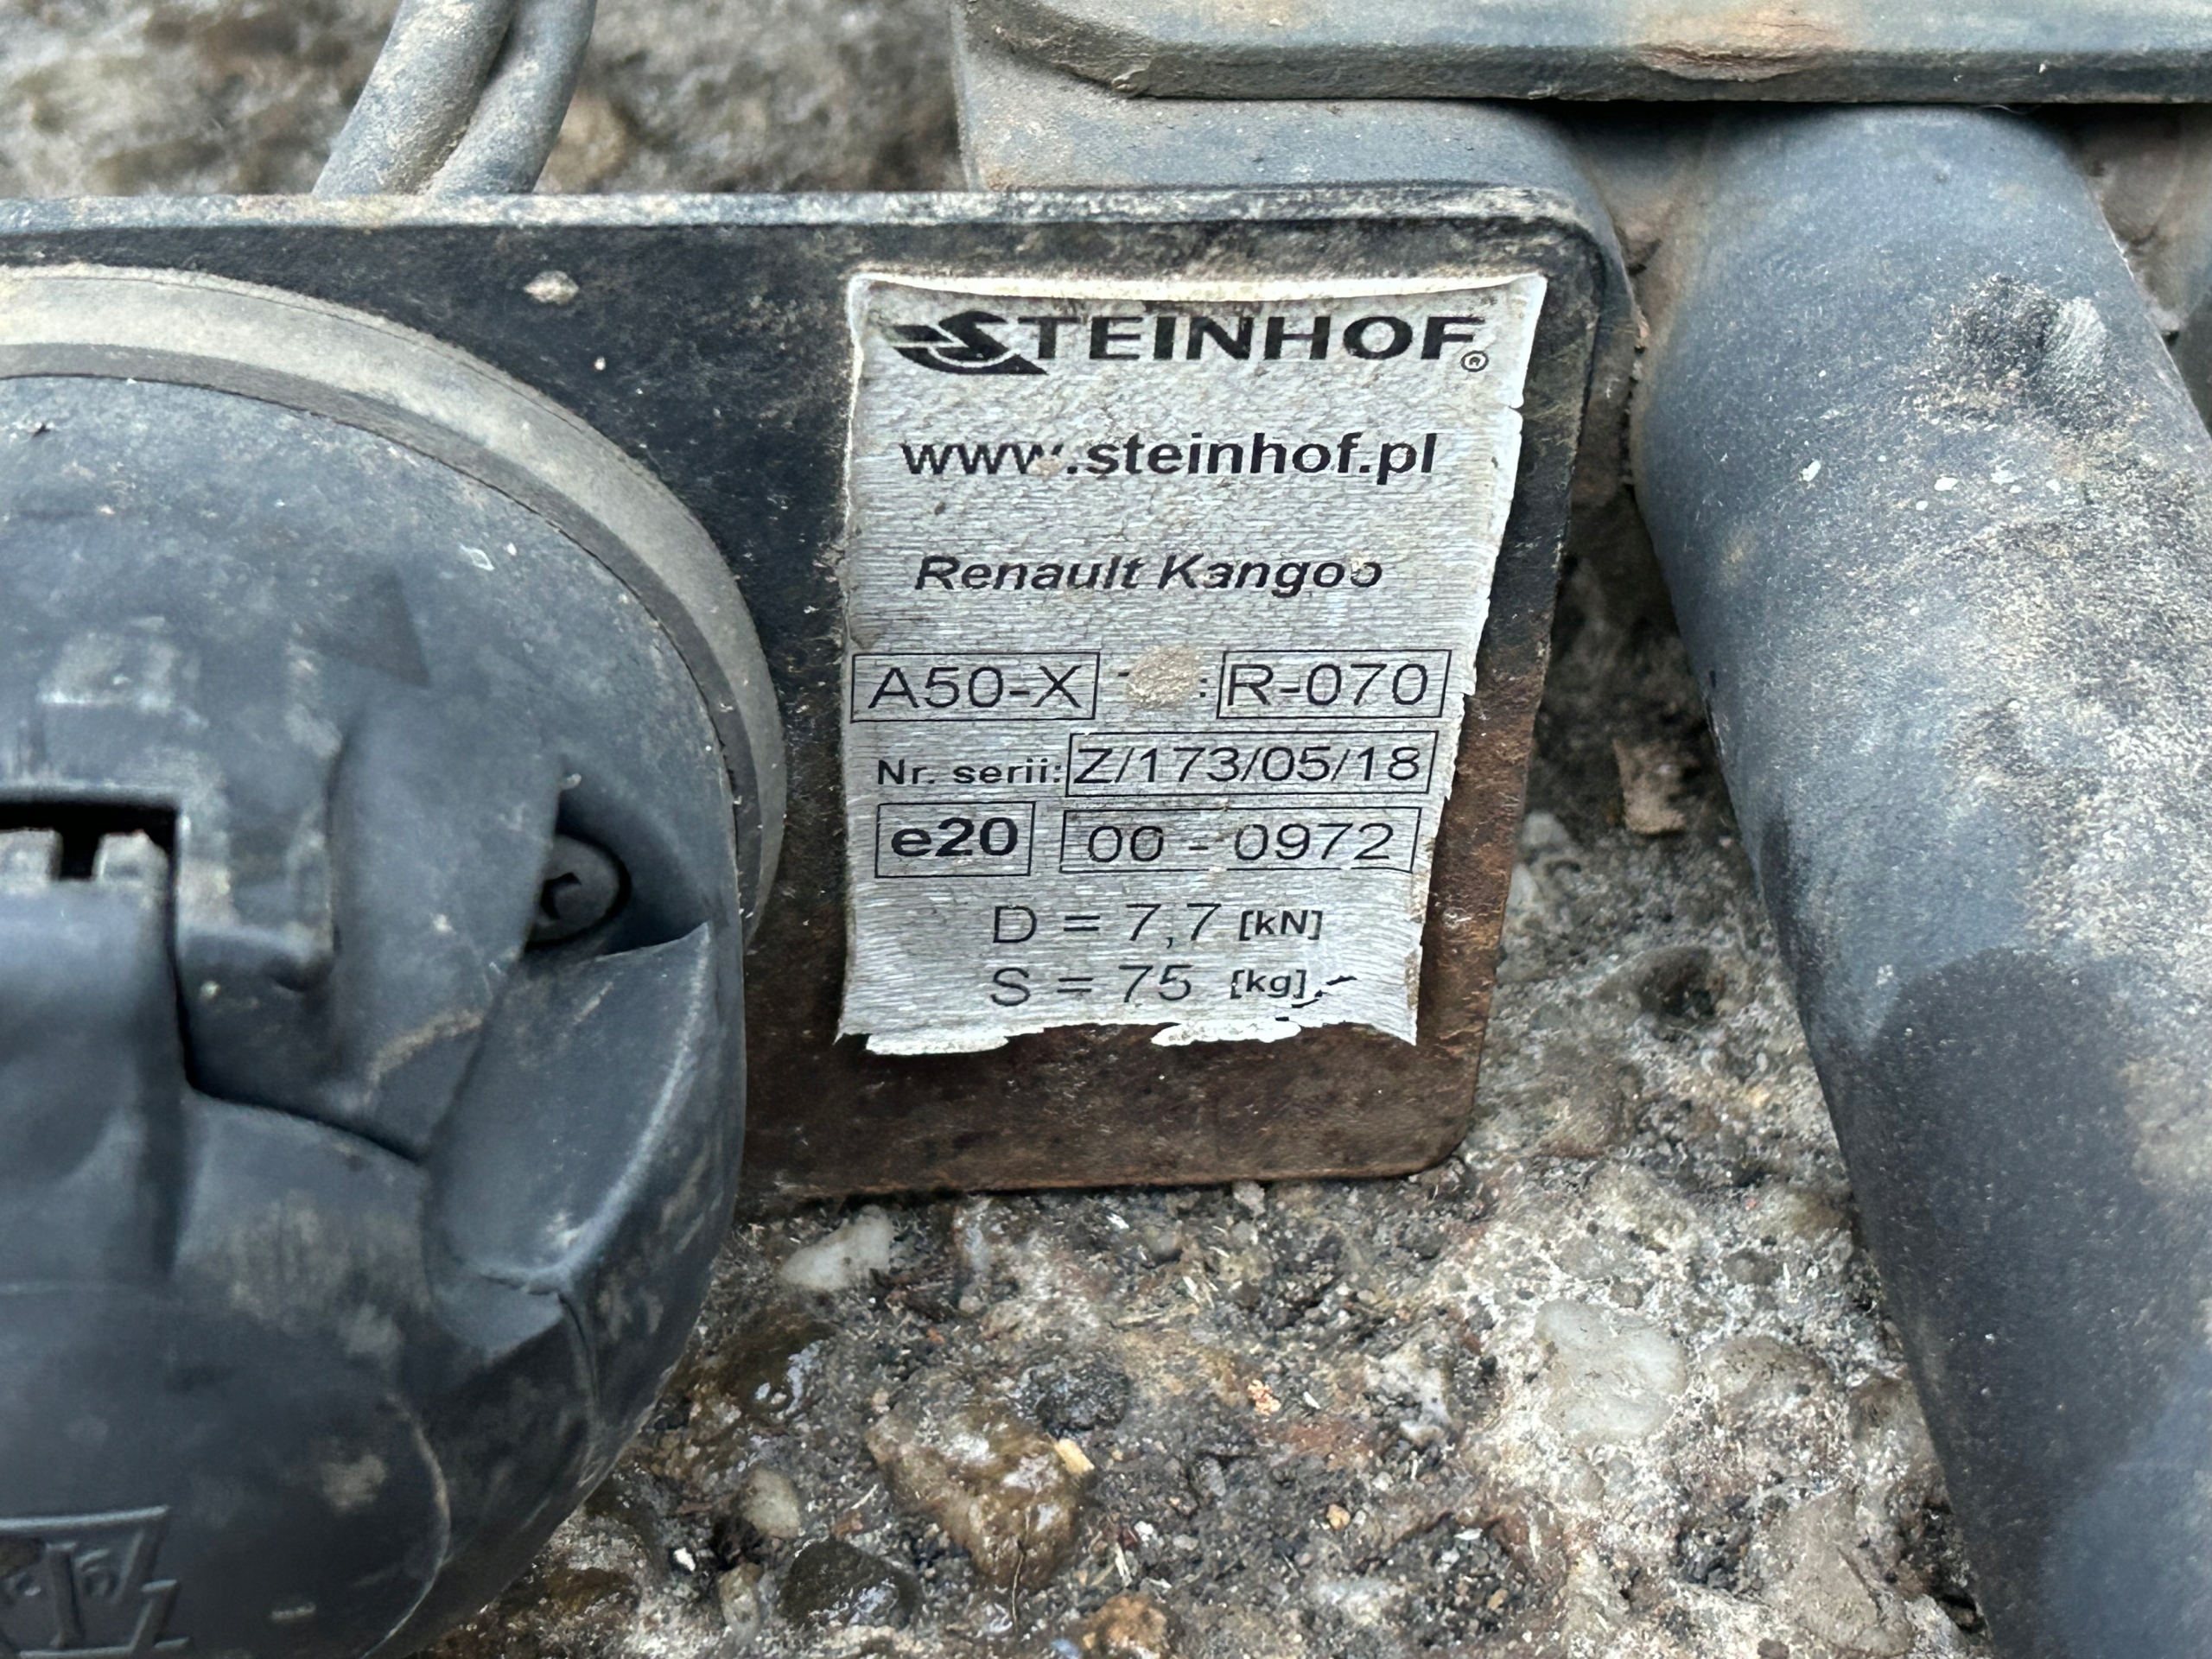 STEINHOF®
www.steinhof.pl
Renault Kangoo
A50-X R-070
Nr. serii: Z/173/05/18
e20 00 - 0972
D = 7,7 [kN]
S = 75 [kg]